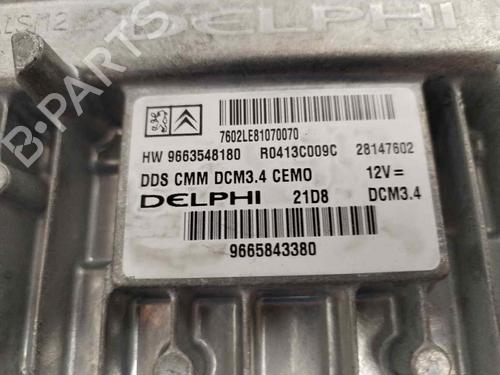 DELPHI
7602LE81070070
HW 9663548180 R0413C009C 28147602
DDS CMM DCM3.4 CEMO 12V=
DELPHI 21D8 DCM3.4
9665843380
B-PARTS